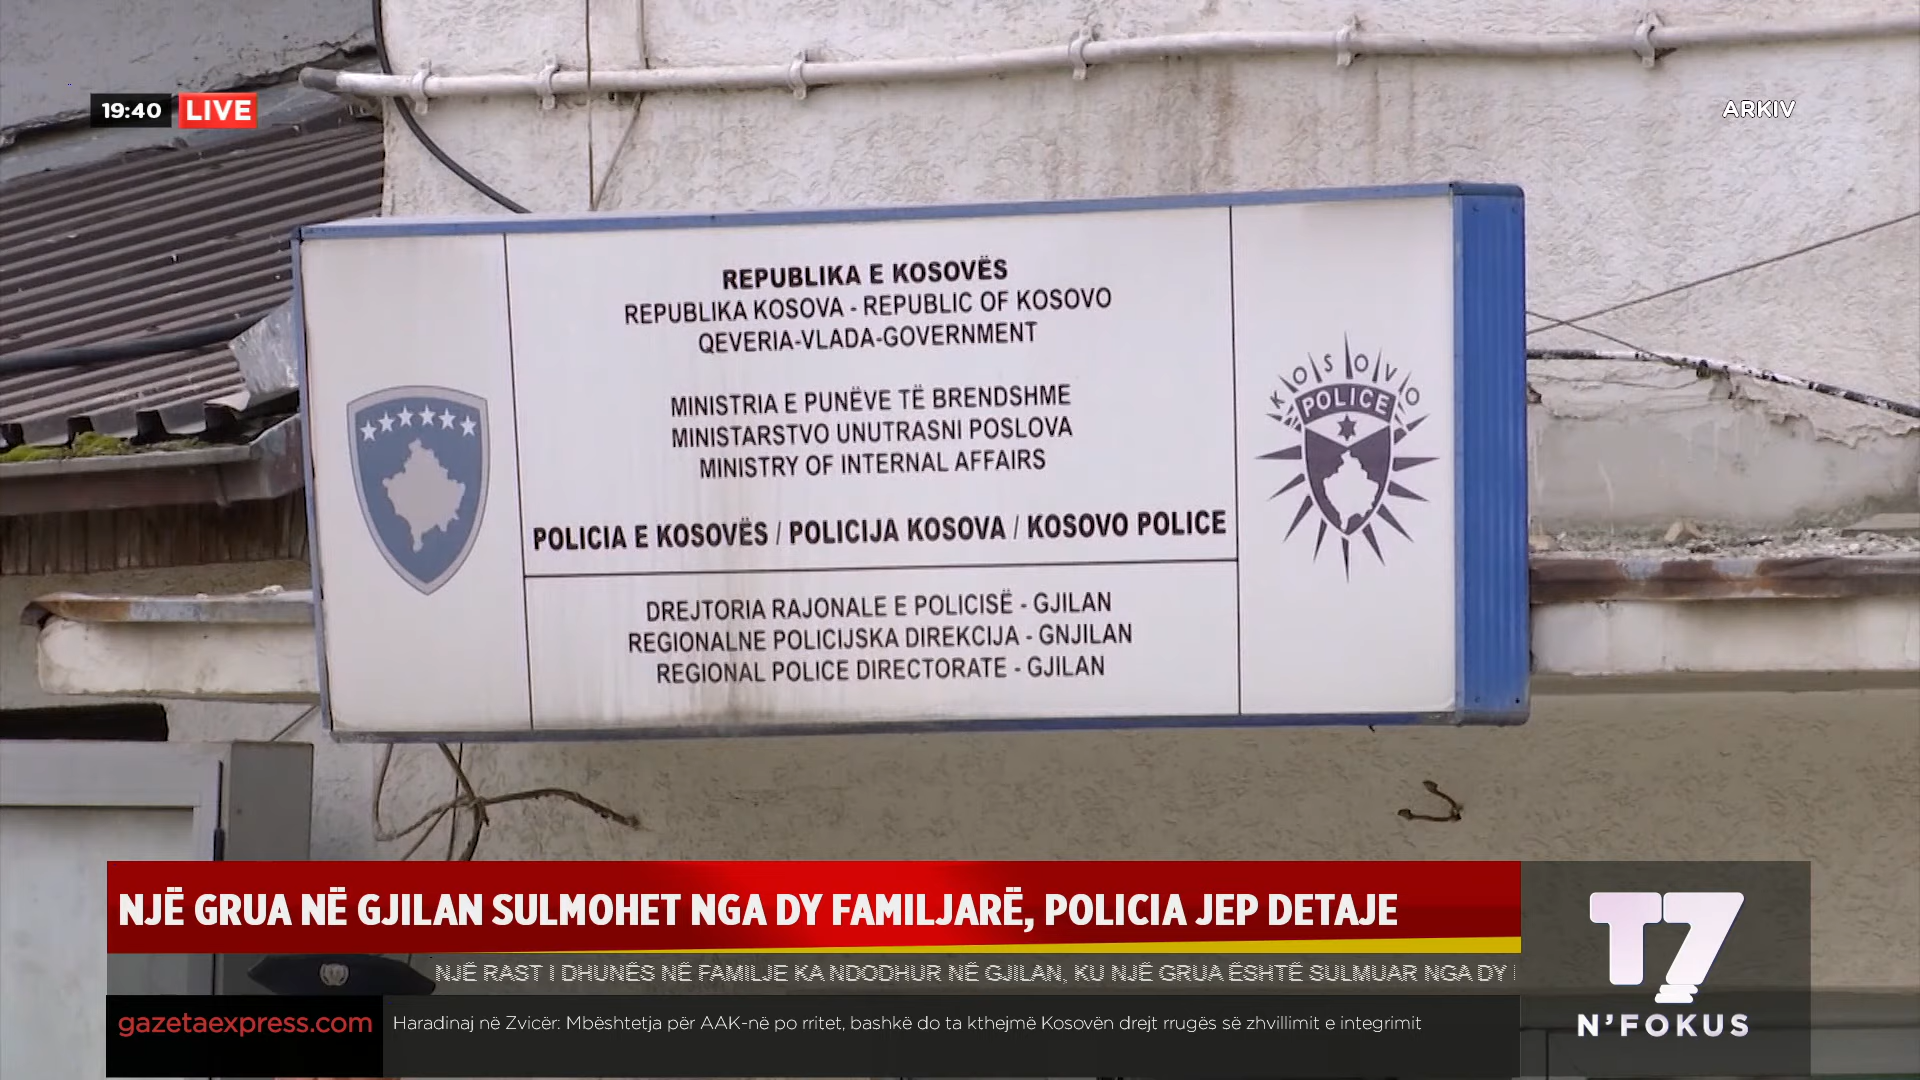 19:40 LIVE
ARKIV
REPUBLIKA E KOSOVËS
REPUBLIKA KOSOVA - REPUBLIC OF KOSOVO
QEVERIA-VLADA-GOVERNMENT
MINISTRIA E PUNËVE TË BRENDSHME
MINISTARSTVO UNUTRASNI POSLOVA
MINISTRY OF INTERNAL AFFAIRS
POLICIA E KOSOVËS / POLICIJA KOSOVA / KOSOVO POLICE
DREJTORIA RAJONALE E POLICISË - GJILAN
REGIONALNE POLICIJSKA DIREKCIJA - GNJILAN
REGIONAL POLICE DIRECTORATE - GJILAN
KOSOVO
POLICE
NJË GRUA NË GJILAN SULMOHET NGA DY FAMILJARË, POLICIA JEP DETAJE
NJË RAST I DHUNËS NË FAMILJE KA NDODHUR NË GJILAN, KU NJË GRUA ËSHTË SULMUAR NGA DY
gazetaexpress.com
Haradinaj në Zvicër: Mbështetja për AAK-në po rritet, bashkë do ta kthejmë Kosovën drejt rrugës së zhvillimit e integrimit
T7
N'FOKUS